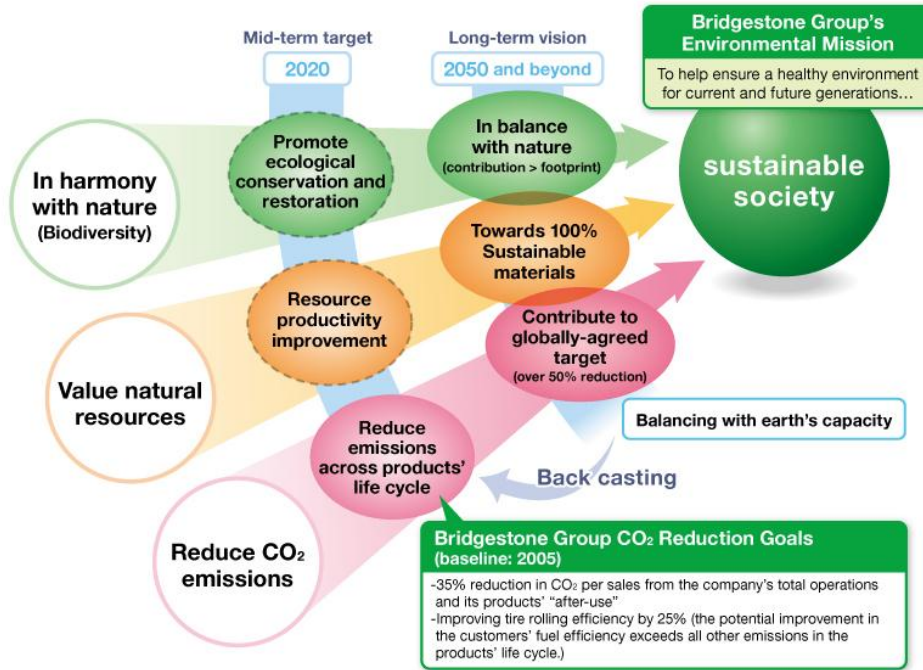 Mid-term target
2020
Long-term vision
2050 and beyond
Bridgestone Group's
Environmental Mission
To help ensure a healthy environment
for current and future generations…
In harmony
with nature
(Biodiversity)
Promote
ecological
conservation and
restoration
In balance
with nature
(contribution > footprint)
sustainable
society
Value natural
resources
Resource
productivity
improvement
Towards 100%
Sustainable
materials
Reduce CO₂
emissions
Reduce
emissions
across products'
life cycle
Contribute to
globally-agreed
target
(over 50% reduction)
Balancing with earth's capacity
Back casting
Bridgestone Group CO₂ Reduction Goals
(baseline: 2005)
-35% reduction in CO₂ per sales from the company's total operations
and its products' "after-use"
-Improving tire rolling efficiency by 25% (the potential improvement in
the customers' fuel efficiency exceeds all other emissions in the
products' life cycle.)